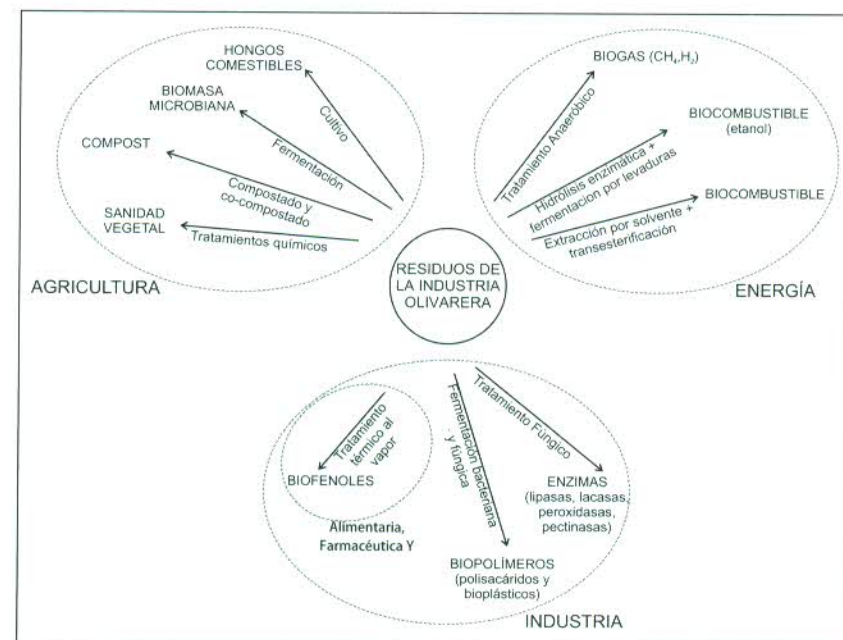 HONGOS
COMESTIBLES
BIOMASA
MICROBIANA
COMPOST
SANIDAD
VEGETAL
Cultivo
Fermentación
Compostado y
co-compostado
Tratamientos químicos
AGRICULTURA
BIOGAS (CH₄,H₂)
BIOCOMBUSTIBLE
(etanol)
BIOCOMBUSTIBLE
Tratamiento Anaeróbico
Hidrólisis enzimática +
fermentacion por levaduras
Extracción por solvente +
transesterificación
ENERGÍA
RESIDUOS DE
LA INDUSTRIA
OLIVARERA
Tratamiento
térmico al
vapor
BIOFENOLES
Alimentaria,
Farmacéutica Y
Fermentación bacteriana
y fúngica
BIOPOLÍMEROS
(polisacáridos y
bioplásticos)
Tratamiento Fúngico
ENZIMAS
(lipasas, lacasas,
peroxidasas,
pectinasas)
INDUSTRIA